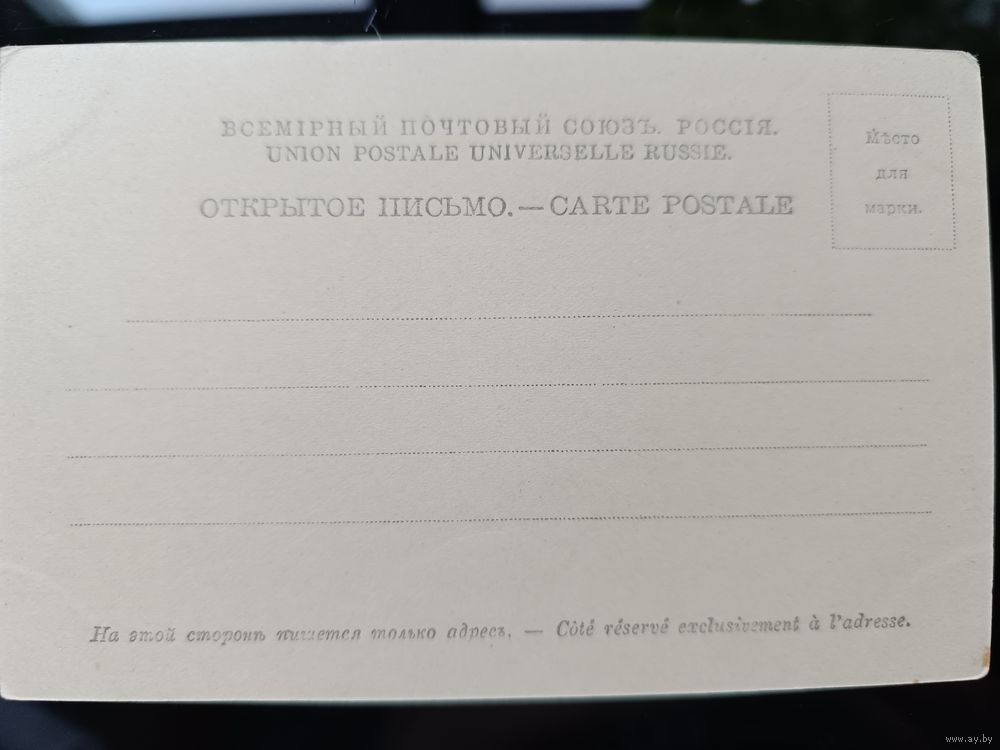 ВСЕМІРНЫЙ ПОЧТОВЫЙ СОЮЗЪ. РОССІЯ.
UNION POSTALE UNIVERSELLE RUSSIE.
ОТКРЫТОЕ ПИСЬМО.—CARTE POSTALE
Мѣсто
для
марки.
На этой сторонѣ пишется только адресъ. — Côté réservé exclusivement à l'adresse.
www.ay.by